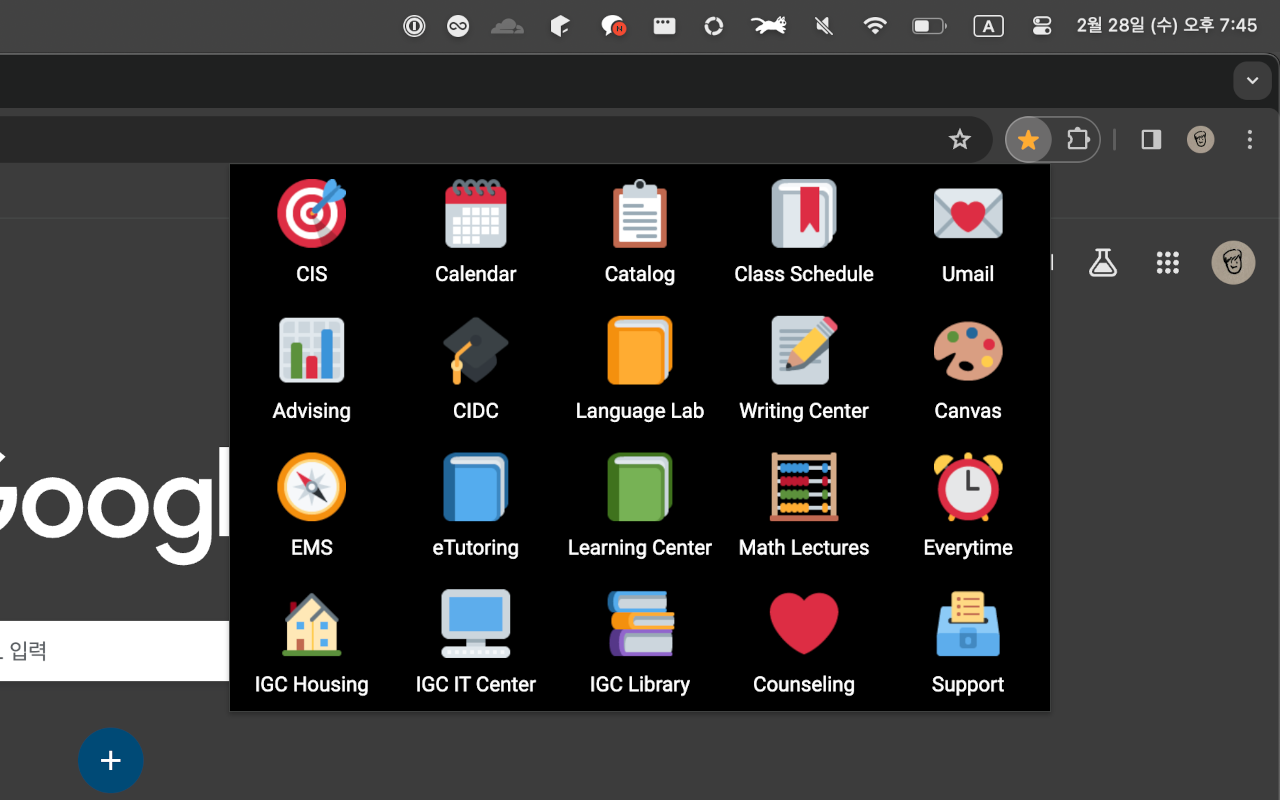 A 2월 28일 (수) 오후 7:45
CIS Calendar Catalog Class Schedule Umail
Advising CIDC Language Lab Writing Center Canvas
Googl
EMS eTutoring Learning Center Math Lectures Everytime
입력
IGC Housing IGC IT Center IGC Library Counseling Support